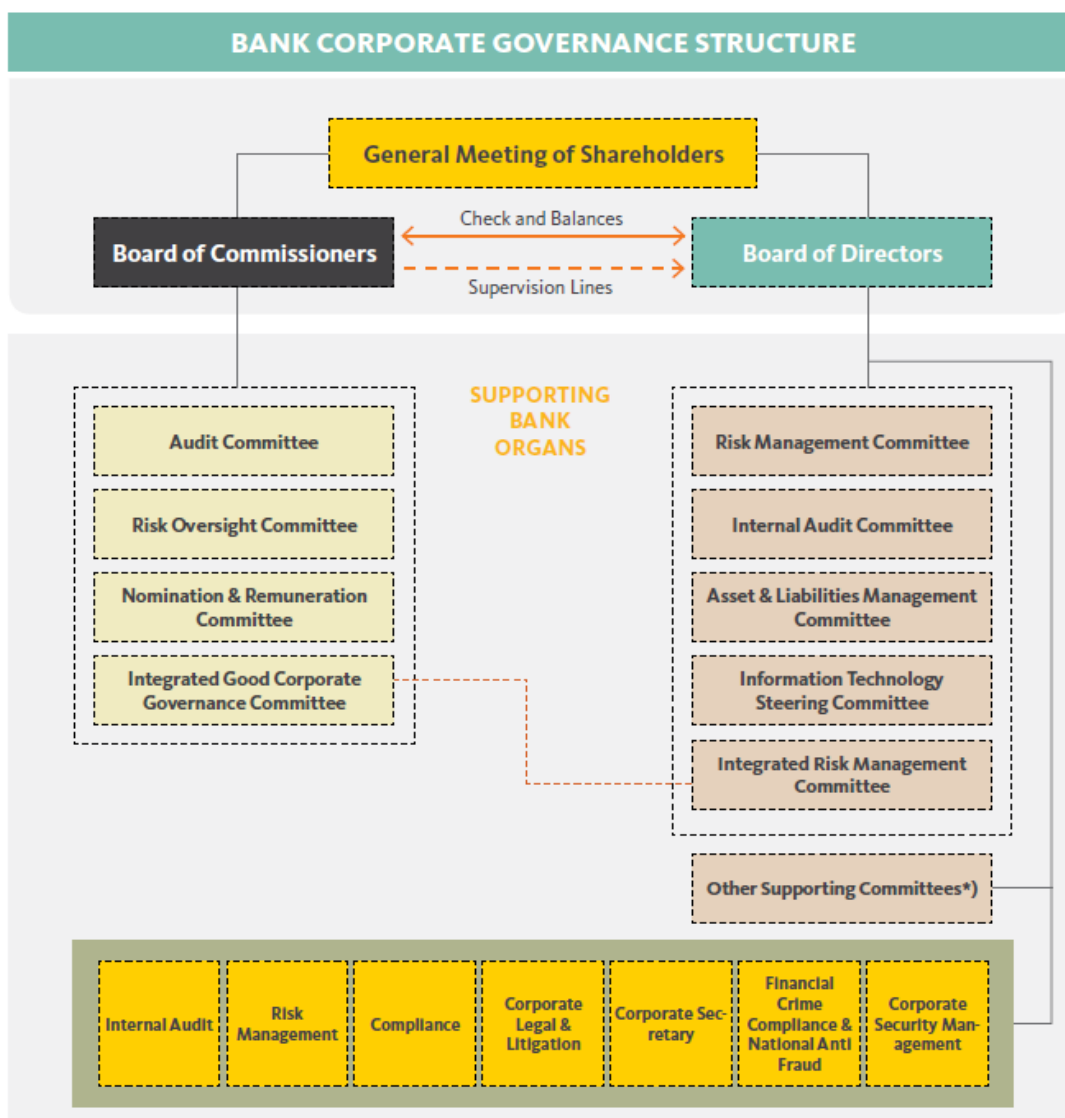 BANK CORPORATE GOVERNANCE STRUCTURE
General Meeting of Shareholders
Check and Balances
Board of Commissioners
Board of Directors
Supervision Lines
SUPPORTING
BANK
ORGANS
Audit Committee
Risk Oversight Committee
Nomination & Remuneration
Committee
Integrated Good Corporate
Governance Committee
Risk Management Committee
Internal Audit Committee
Asset & Liabilities Management
Committee
Information Technology
Steering Committee
Integrated Risk Management
Committee
Other Supporting Committees*)
Internal Audit
Risk
Management
Compliance
Corporate
Legal &
Litigation
Corporate Sec-
retary
Financial
Crime
Compliance &
National Anti
Fraud
Corporate
Security Man-
agement